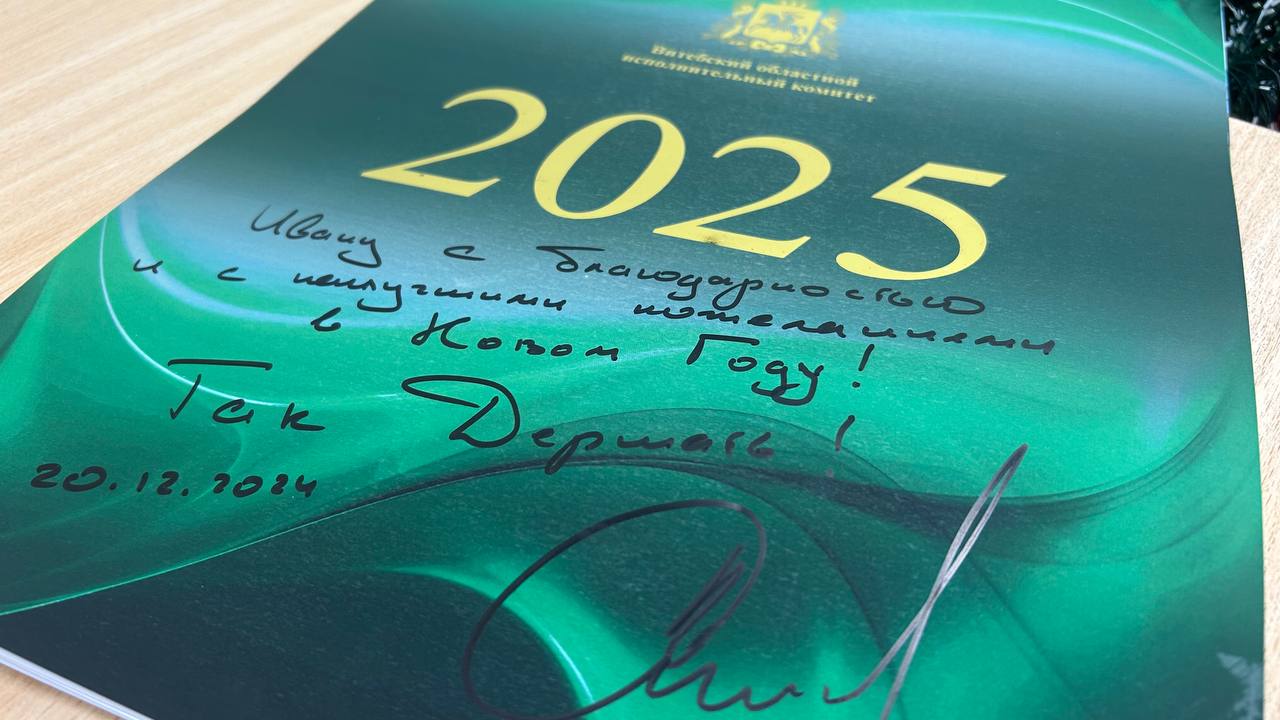 Витебский областной
исполнительный комитет
2025
Ивану с благодарностью
и с наилучшими пожеланиями
в Новом Году!
Так Держать!
20.12.2024